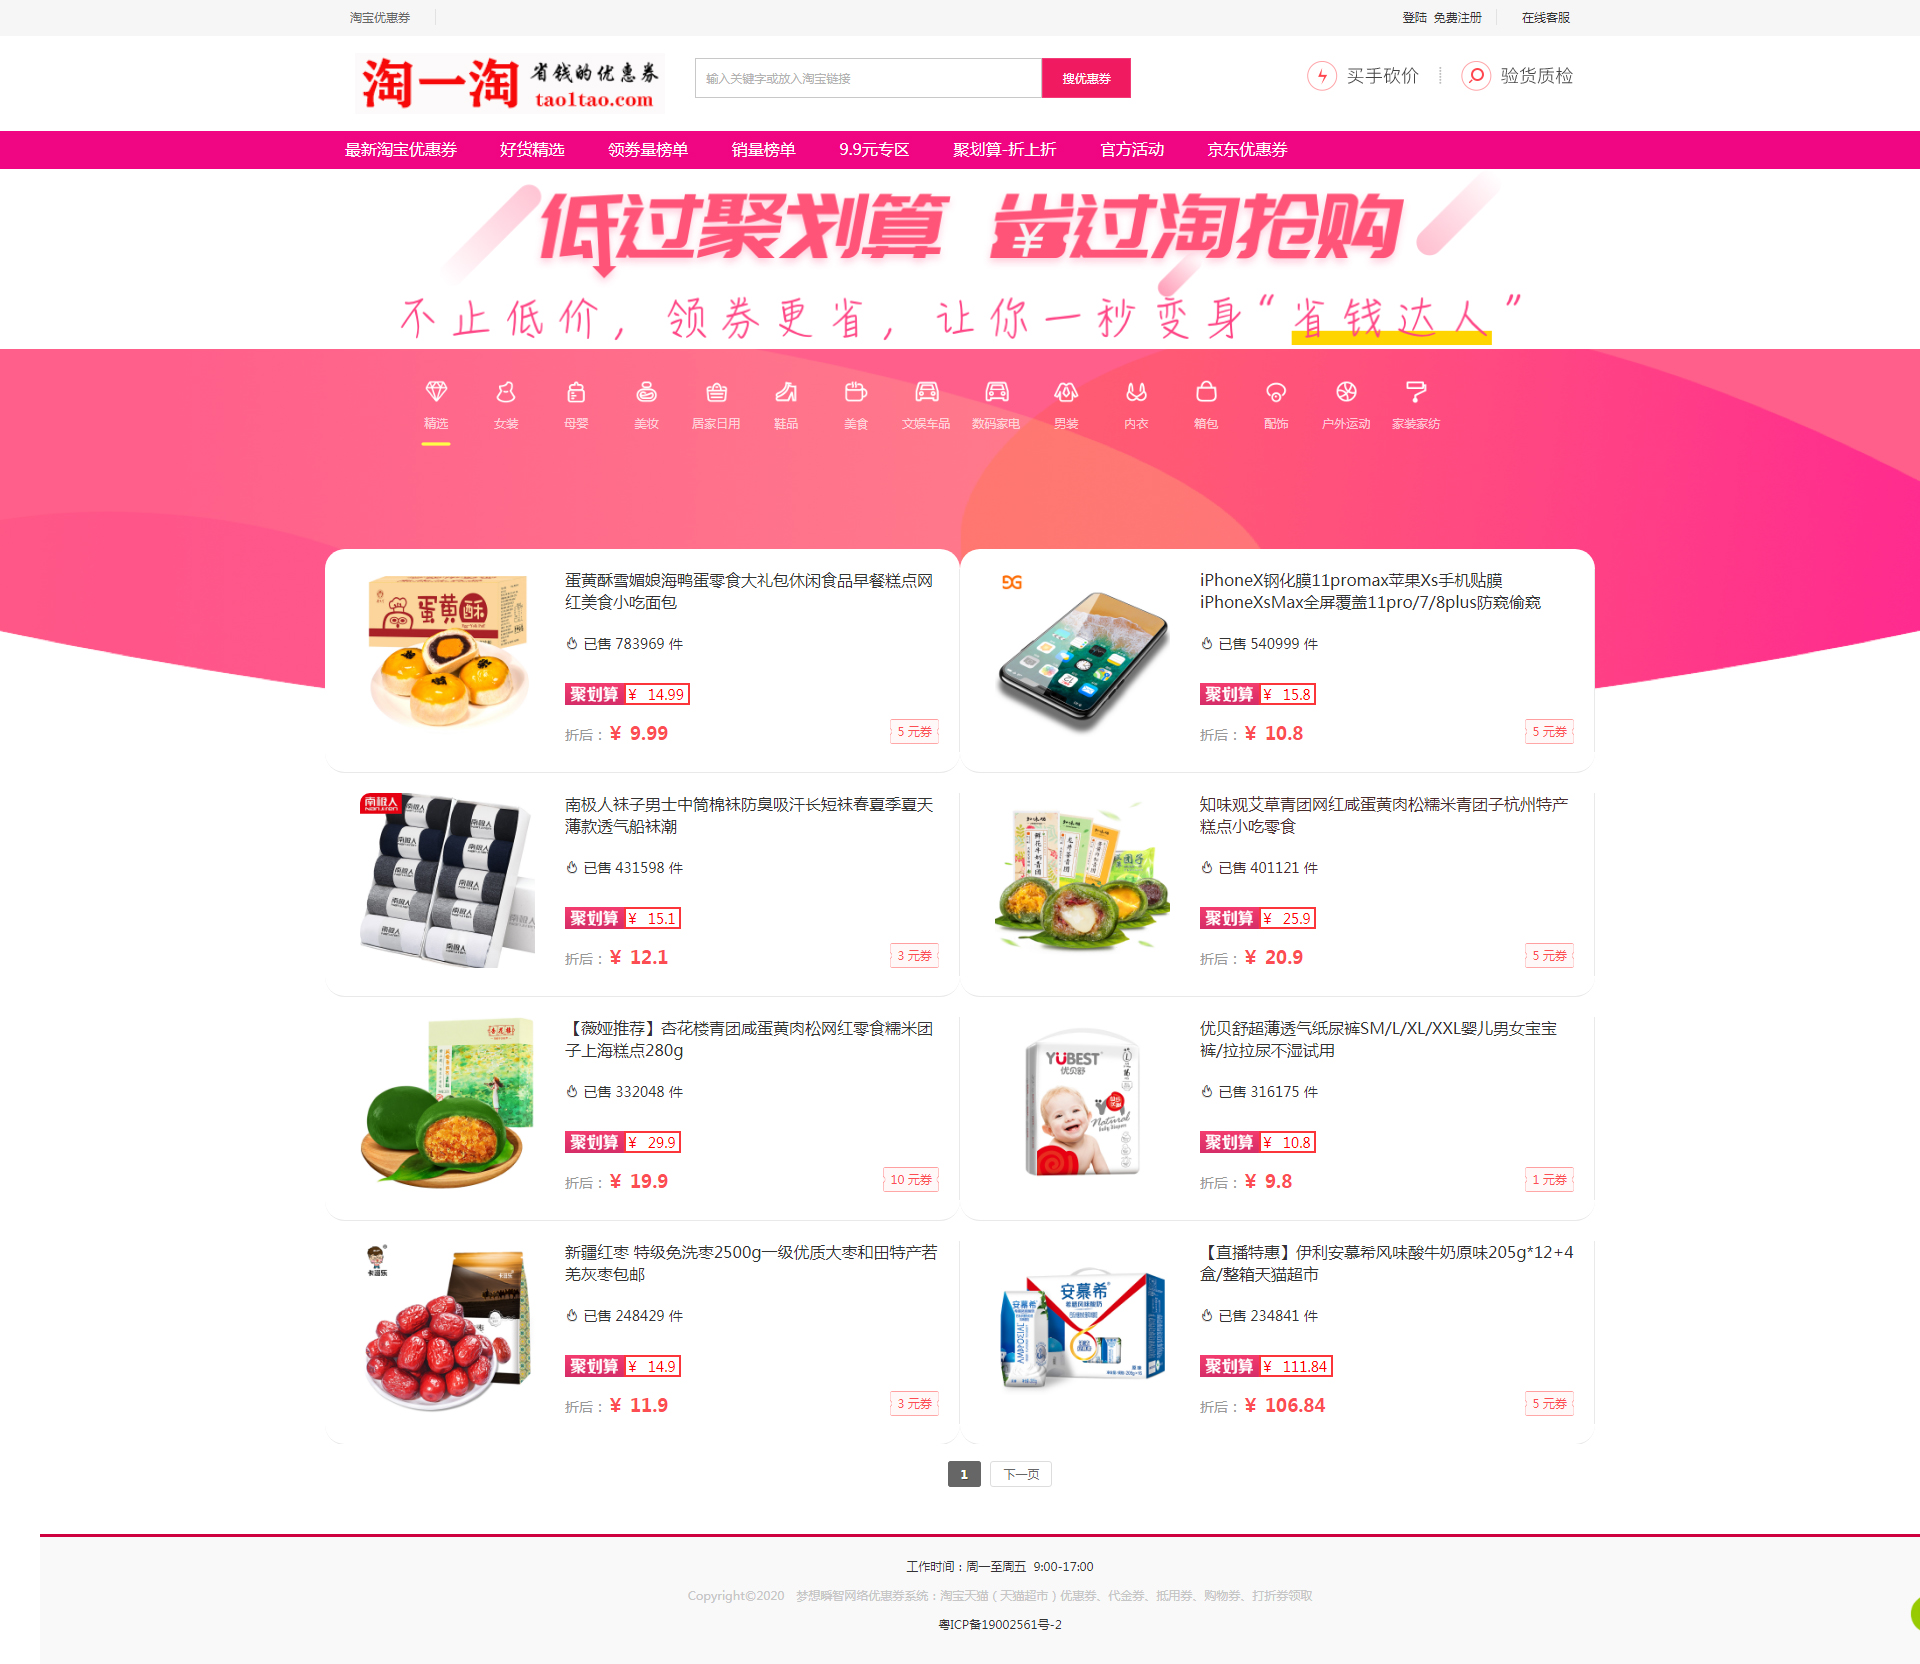 淘宝优惠券
登陆 免费注册
在线客服
淘一淘 省钱的优惠券
tao1tao.com
输入关键字或放入淘宝链接
搜优惠券
买手砍价
验货质检
最新淘宝优惠券 好货精选 领劵量榜单 销量榜单 9.9元专区 聚划算-折上折 官方活动 京东优惠券
低过聚划算 省过淘抢购
不止低价，领券更省，让你一秒变身“省钱达人”
精选 女装 母婴 美妆 居家日用 鞋品 美食 文娱车品 数码家电 男装 内衣 箱包 配饰 户外运动 家装家纺
蛋黄酥
蛋黄酥雪媚娘海鸭蛋零食大礼包休闲食品早餐糕点网
红美食小吃面包
已售 783969 件
聚划算 ¥ 14.99
折后： ¥ 9.99
5 元券
iPhoneX钢化膜11promax苹果Xs手机贴膜
iPhoneXsMax全屏覆盖11pro/7/8plus防窥偷窥
已售 540999 件
聚划算 ¥ 15.8
折后： ¥ 10.8
5 元券
南极人
南极人袜子男士中筒棉袜防臭吸汗长短袜春夏季夏天
薄款透气船袜潮
已售 431598 件
聚划算 ¥ 15.1
折后： ¥ 12.1
3 元券
知味观艾草青团网红咸蛋黄肉松糯米青团子杭州特产
糕点小吃零食
已售 401121 件
聚划算 ¥ 25.9
折后： ¥ 20.9
5 元券
【薇娅推荐】杏花楼青团咸蛋黄肉松网红零食糯米团
子上海糕点280g
已售 332048 件
聚划算 ¥ 29.9
折后： ¥ 19.9
10 元券
YUBEST
优贝舒
Natural
优贝舒超薄透气纸尿裤SM/L/XL/XXL婴儿男女宝宝
裤/拉拉尿不湿试用
已售 316175 件
聚划算 ¥ 10.8
折后： ¥ 9.8
1 元券
新疆红枣 特级免洗枣2500g一级优质大枣和田特产若
羌灰枣包邮
已售 248429 件
聚划算 ¥ 14.9
折后： ¥ 11.9
3 元券
安慕希
【直播特惠】伊利安慕希风味酸牛奶原味205g*12+4
盒/整箱天猫超市
已售 234841 件
聚划算 ¥ 111.84
折后： ¥ 106.84
5 元券
1 下一页
工作时间：周一至周五 9:00-17:00
Copyright©2020 梦想瞬智网络优惠券系统：淘宝天猫（天猫超市）优惠券、代金券、抵用券、购物券、打折券领取
粤ICP备19002561号-2